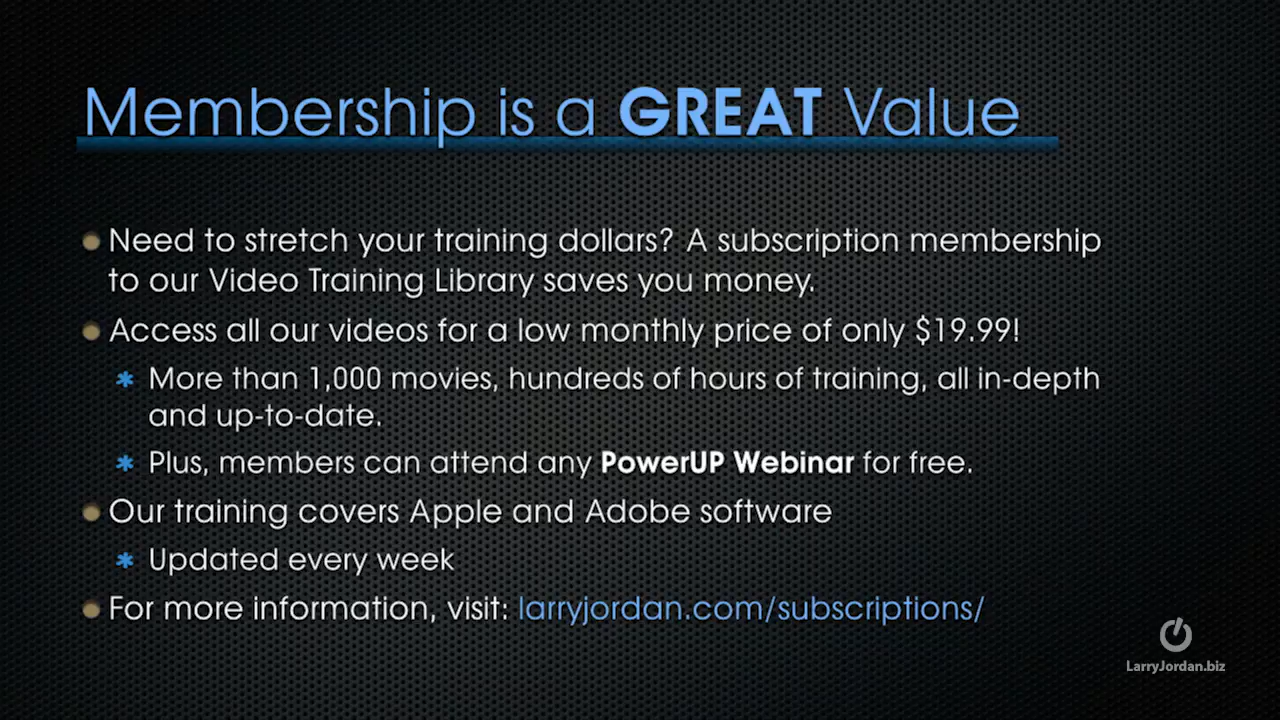 Membership is a GREAT Value
Need to stretch your training dollars? A subscription membership
to our Video Training Library saves you money.
Access all our videos for a low monthly price of only $19.99!
More than 1,000 movies, hundreds of hours of training, all in-depth
and up-to-date.
Plus, members can attend any PowerUP Webinar for free.
Our training covers Apple and Adobe software
Updated every week
For more information, visit: larryjordan.com/subscriptions/
LarryJordan.biz